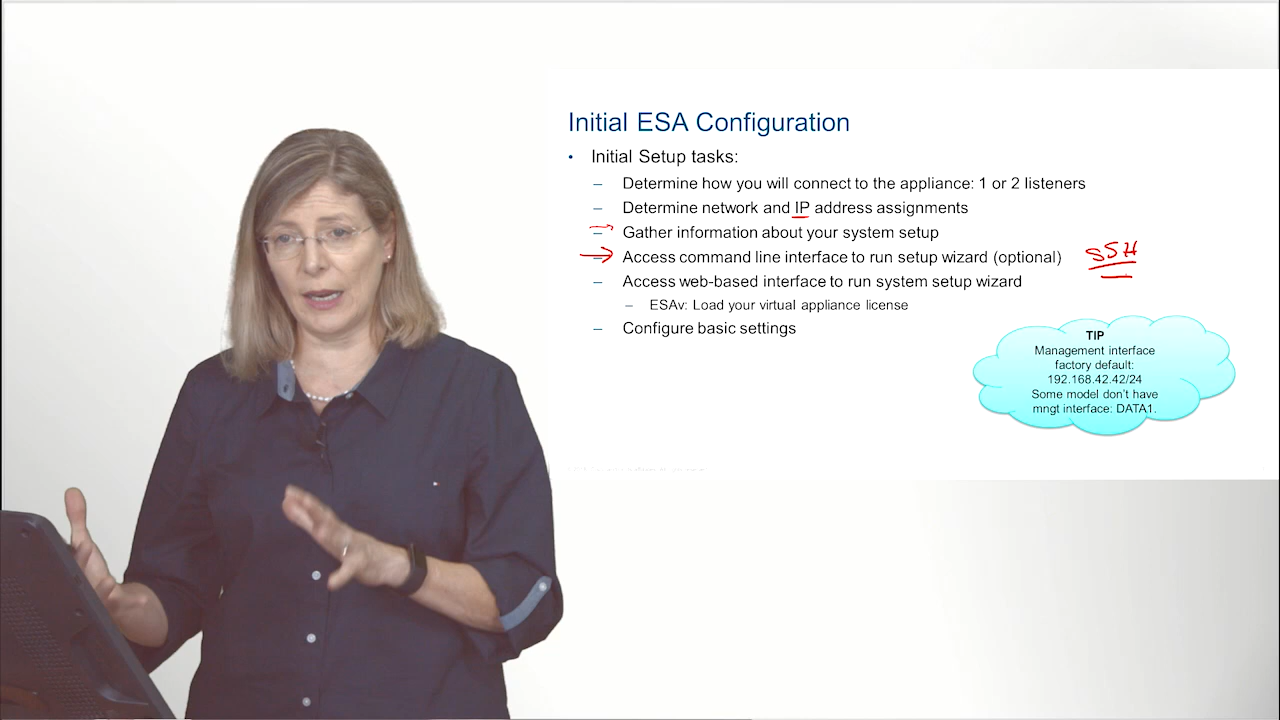 Initial ESA Configuration
• Initial Setup tasks:
– Determine how you will connect to the appliance: 1 or 2 listeners
– Determine network and IP address assignments
– Gather information about your system setup
– Access command line interface to run setup wizard (optional)
SSH
– Access web-based interface to run system setup wizard
– ESAv: Load your virtual appliance license
– Configure basic settings
TIP
Management interface
factory default:
192.168.42.42/24
Some model don't have
mngt interface: DATA1.